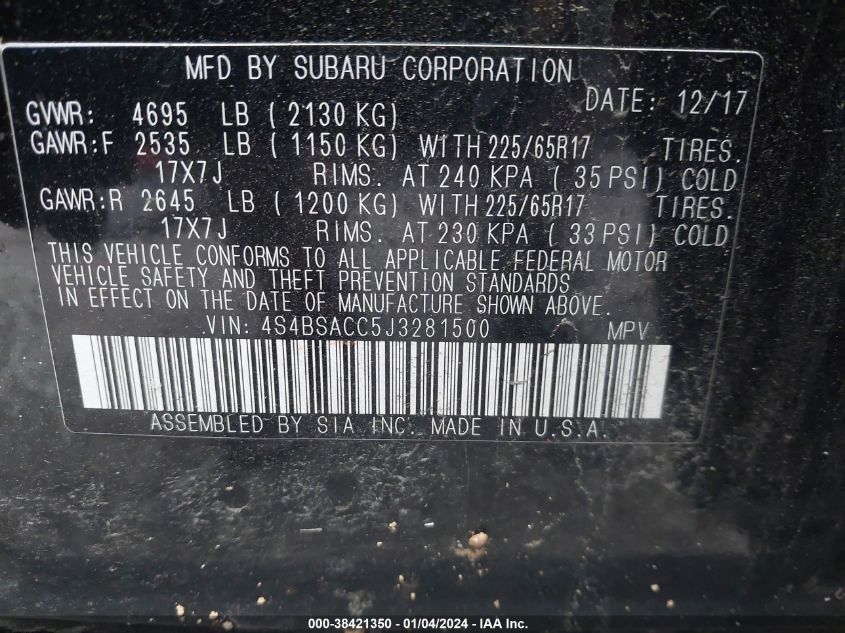 MFD BY SUBARU CORPORATION
DATE: 12/17
GVWR: 4695 LB ( 2130 KG)
GAWR:F 2535 LB ( 1150 KG) WITH 225/65R17 TIRES.
17X7J RIMS. AT 240 KPA ( 35 PSI) COLD
GAWR:R 2645 LB ( 1200 KG) WITH 225/65R17 TIRES.
17X7J RIMS. AT 230 KPA ( 33 PSI) COLD
THIS VEHICLE CONFORMS TO ALL APPLICABLE FEDERAL MOTOR
VEHICLE SAFETY AND THEFT PREVENTION STANDARDS
IN EFFECT ON THE DATE OF MANUFACTURE SHOWN ABOVE.
VIN: 4S4BSACC5J3281500 MPV
ASSEMBLED BY SIA INC. MADE IN U.S.A.
000-38421350 - 01/04/2024 - IAA Inc.